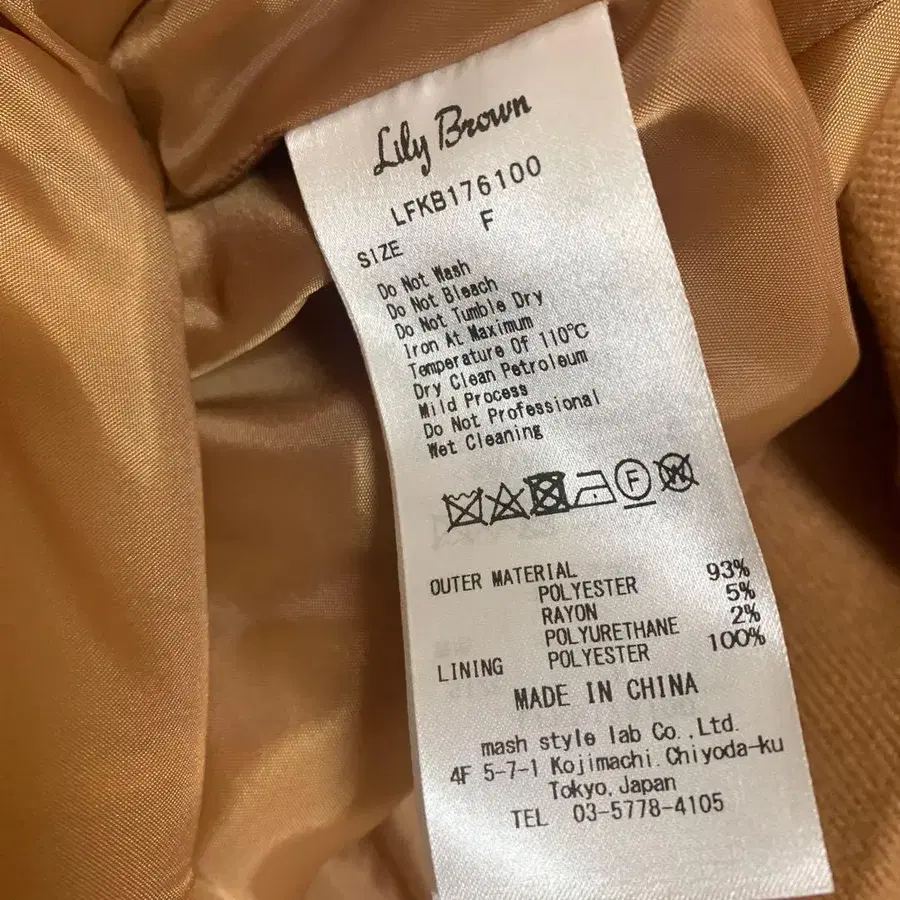 Lily Brown
LFKB176100
SIZE F
Do Not Wash
Do Not Bleach
Do Not Tumble Dry
Iron At Maximum
Temperature Of 110℃
Dry Clean Petroleum
Mild Process
Do Not Professional
Wet Cleaning
F W
OUTER MATERIAL
POLYESTER 93%
RAYON 5%
POLYURETHANE 2%
LINING POLYESTER 100%
MADE IN CHINA
mash style lab Co.,Ltd.
4F 5-7-1 Kojimachi.Chiyoda-ku
Tokyo.Japan
TEL 03-5778-4105